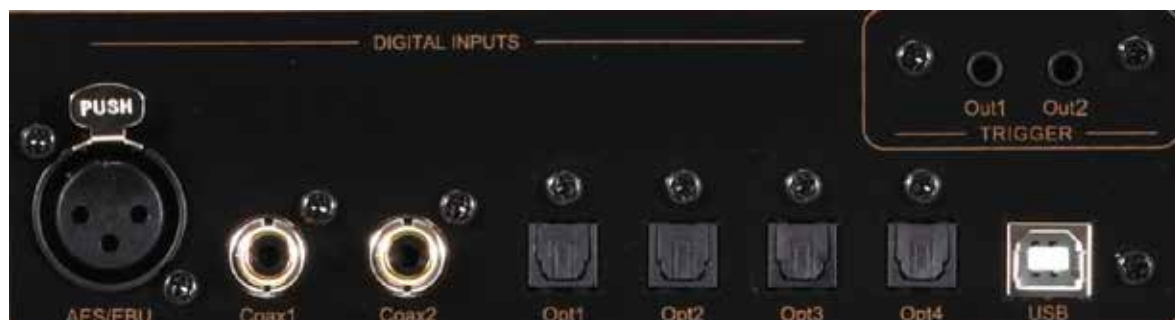 DIGITAL INPUTS
PUSH
Out1 Out2
TRIGGER
AES/EBU Coax1 Coax2 Opt1 Opt2 Opt3 Opt4 USB